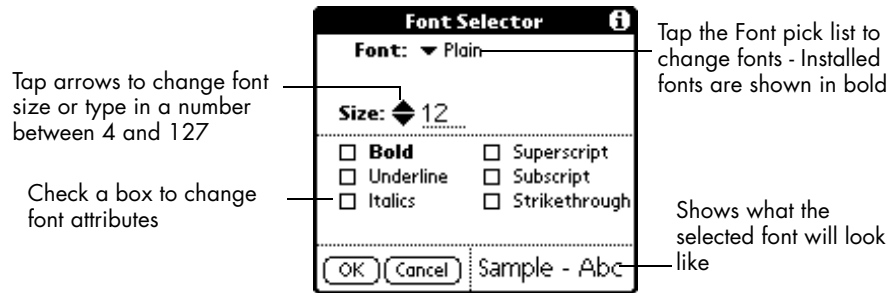 Font Selector i
Font: Plain
Tap the Font pick list to
change fonts - Installed
fonts are shown in bold
Tap arrows to change font
size or type in a number
between 4 and 127
Size: 12
Bold
Superscript
Underline
Subscript
Italics
Strikethrough
Check a box to change
font attributes
Shows what the
selected font will look
like
OK Cancel Sample - Abc